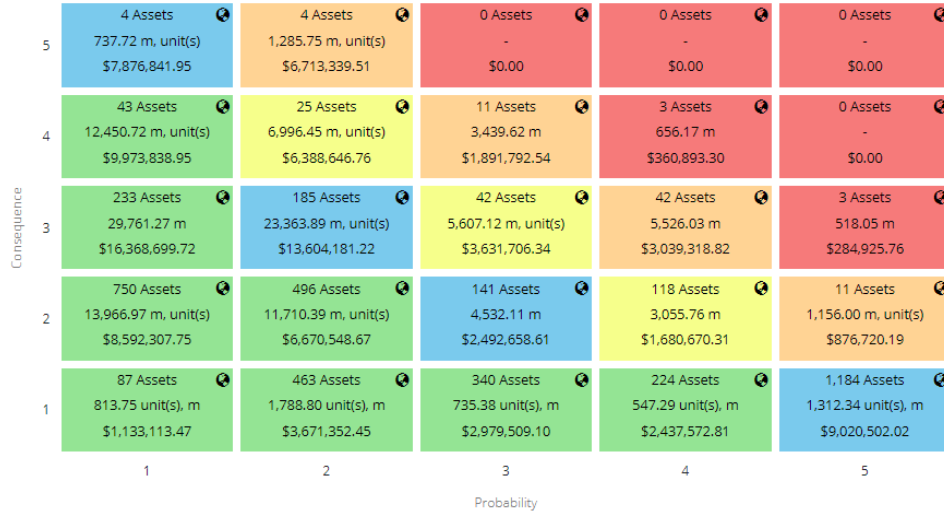 4 Assets 4 Assets 0 Assets 0 Assets 0 Assets
5 737.72 m, unit(s) 1,285.75 m, unit(s) - - -
$7,876,841.95 $6,713,339.51 $0.00 $0.00 $0.00
43 Assets 25 Assets 11 Assets 3 Assets 0 Assets
4 12,450.72 m, unit(s) 6,996.45 m, unit(s) 3,439.62 m 656.17 m -
$9,973,838.95 $6,388,646.76 $1,891,792.54 $360,893.30 $0.00
Consequence
233 Assets 185 Assets 42 Assets 42 Assets 3 Assets
3 29,761.27 m 23,363.89 m, unit(s) 5,607.12 m, unit(s) 5,526.03 m 518.05 m
$16,368,699.72 $13,604,181.22 $3,631,706.34 $3,039,318.82 $284,925.76
750 Assets 496 Assets 141 Assets 118 Assets 11 Assets
2 13,966.97 m, unit(s) 11,710.39 m, unit(s) 4,532.11 m 3,055.76 m 1,156.00 m, unit(s)
$8,592,307.75 $6,670,548.67 $2,492,658.61 $1,680,670.31 $876,720.19
87 Assets 463 Assets 340 Assets 224 Assets 1,184 Assets
1 813.75 unit(s), m 1,788.80 unit(s), m 735.38 unit(s), m 547.29 unit(s), m 1,312.34 unit(s), m
$1,133,113.47 $3,671,352.45 $2,979,509.10 $2,437,572.81 $9,020,502.02
1 2 3 4 5
Probability